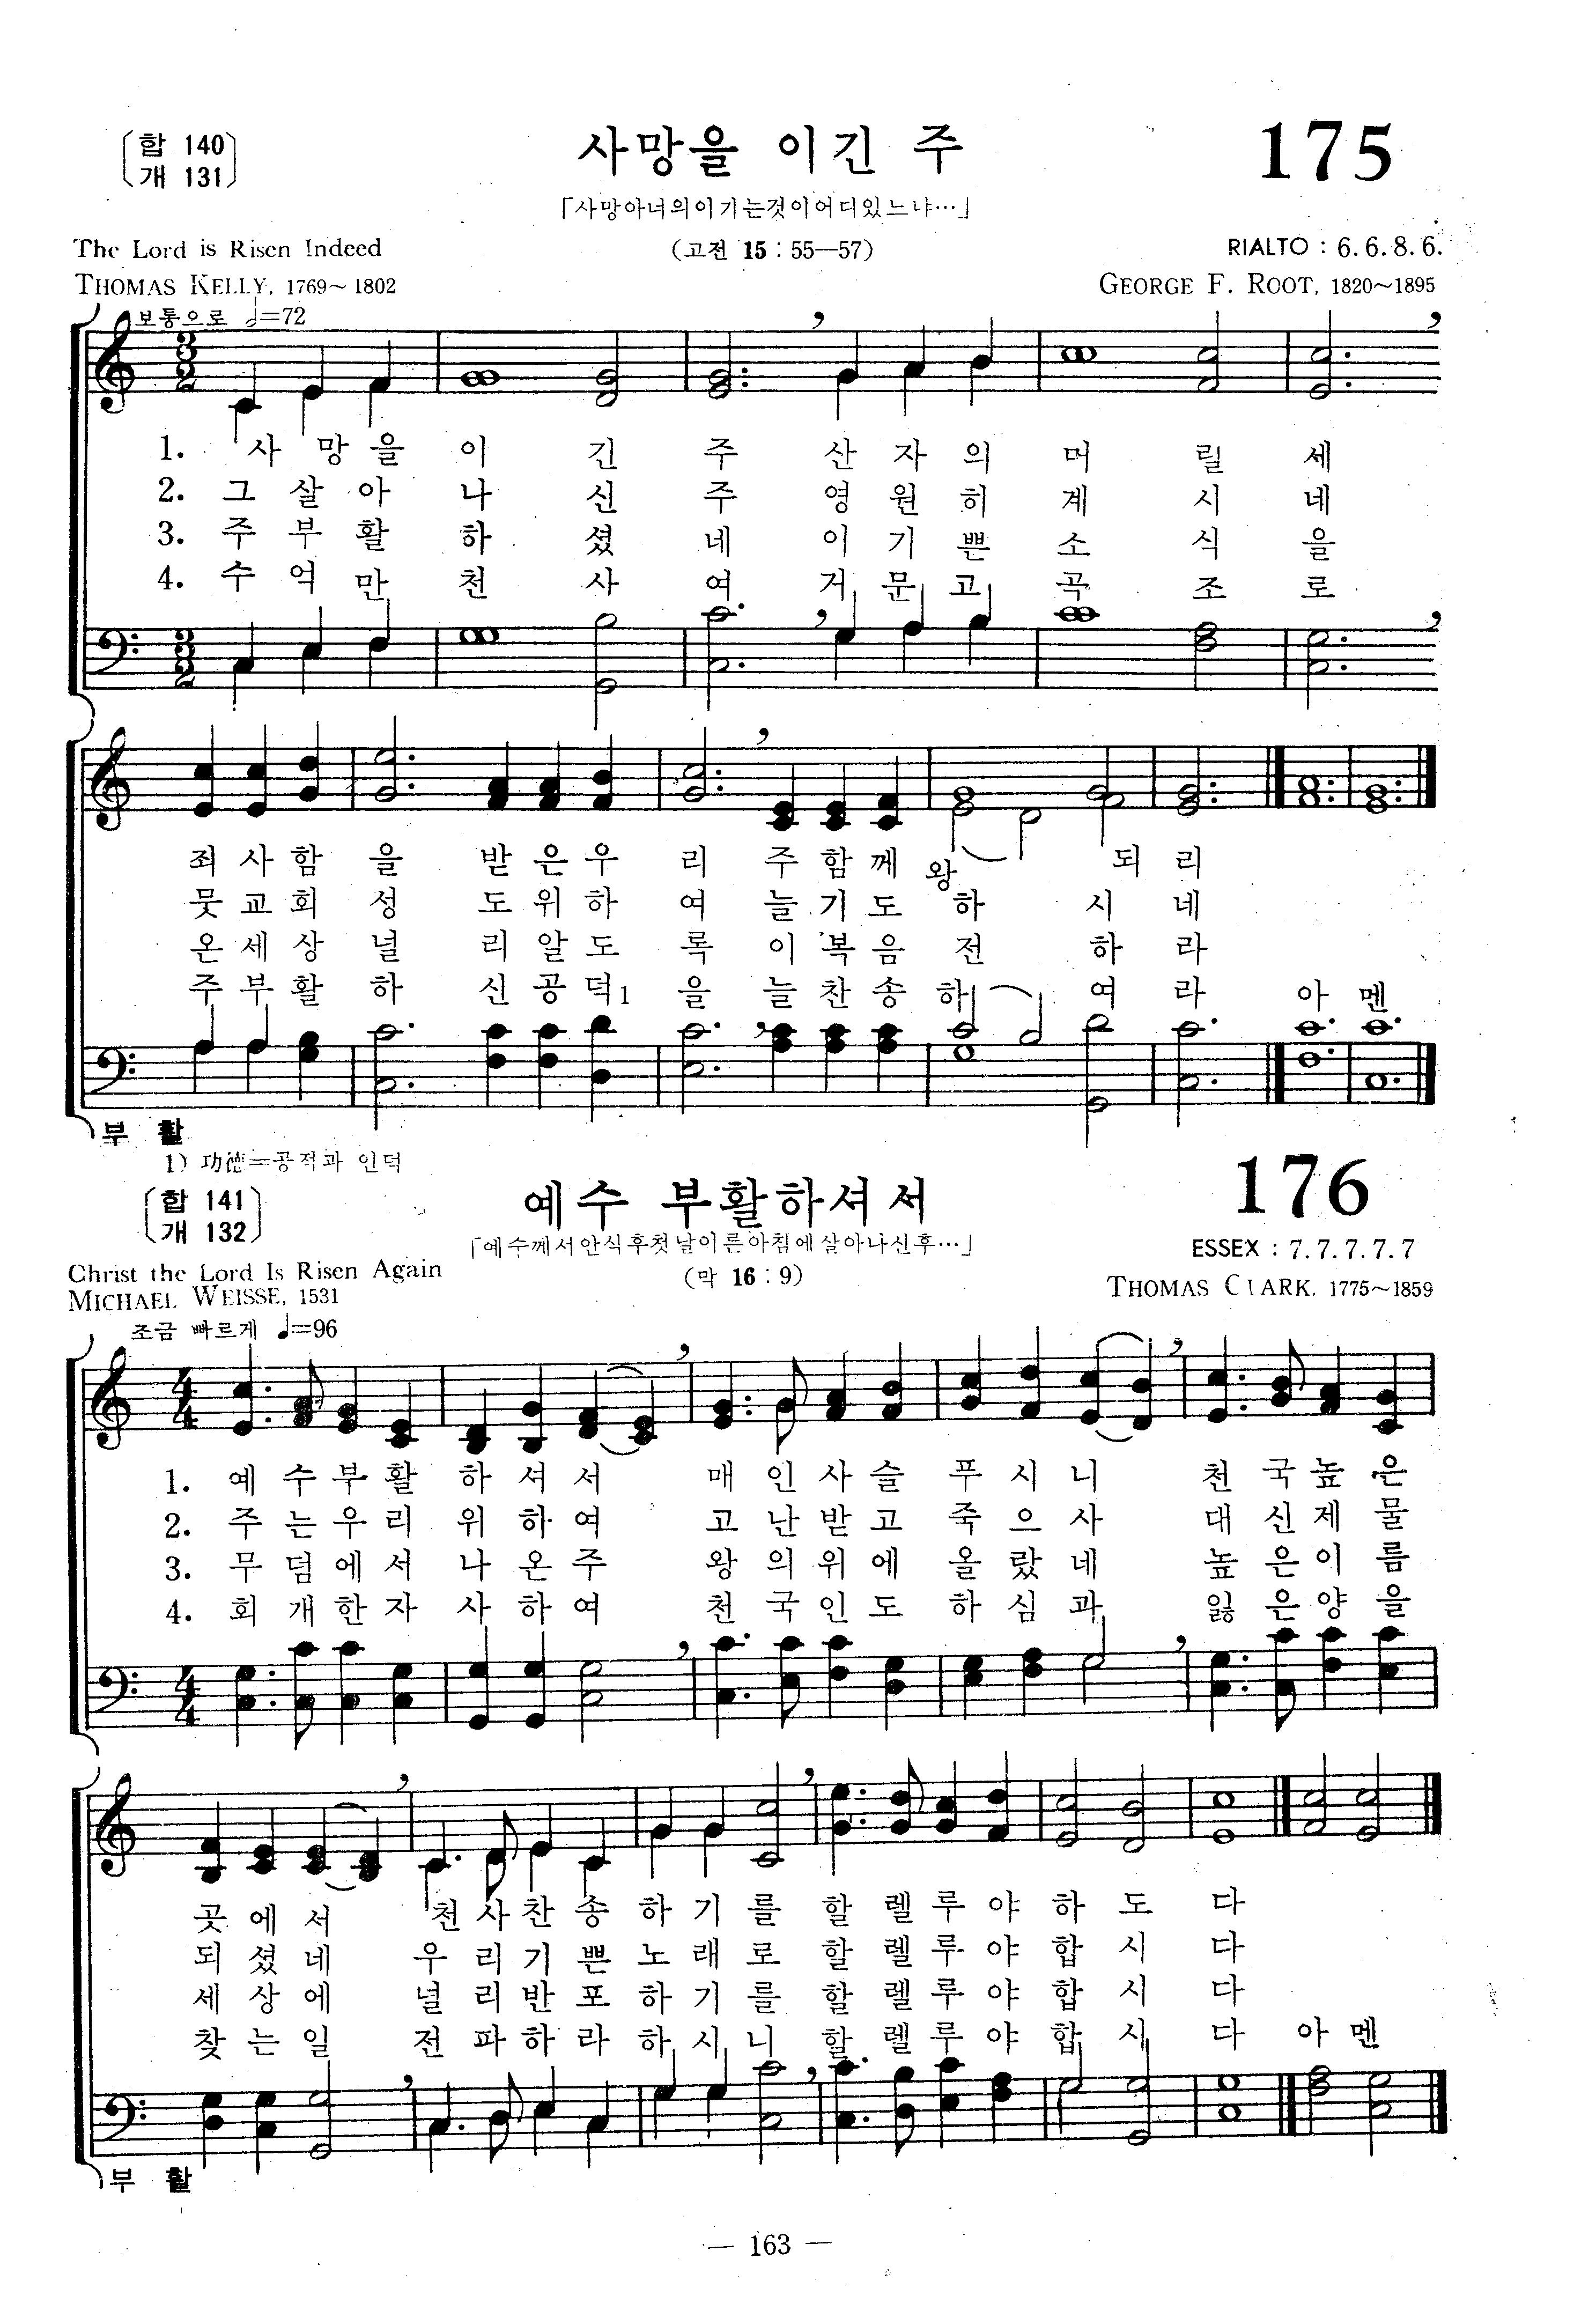 합 140
개 131
사망을 이긴 주
175
「사망아너의이기는것이어디있느냐…」
The Lord is Risen Indeed
(고전 15 : 55—57)
RIALTO : 6.6.8.6.
THOMAS KELLY, 1769~1802
GEORGE F. ROOT, 1820~1895
보통으로 𝅗𝅥=72
1. 사망을 이 긴 주 산자의 머 릴 세
2. 그살아 나 신 주 영원히 계 시 네
3. 주부활 하 셨 네 이기쁜 소 식 을
4. 수억만 천 사 여 거문고 곡 조 로
죄사함 을 받은우 리 주함께 왕 되 리
뭇교회 성 도위하 여 늘기도 하 시 네
온세상 널 리알도 록 이복음 전 하 라
주부활 하 신공덕1 을 늘찬송 하 여 라 아 멘
부 활
1) 功德=공적과 인덕
합 141
개 132
예수 부활하셔서
176
「예수께서안식후첫날이른아침에살아나신후…」
ESSEX : 7.7.7.7.7
Christ the Lord Is Risen Again
(막 16 : 9)
MICHAEL WEISSE, 1531
THOMAS CLARK, 1775~1859
조금 빠르게 ♩=96
1. 예수부활 하셔서 매인사슬 푸시니 천국높은
2. 주는우리 위하여 고난받고 죽으사 대신제물
3. 무덤에서 나온주 왕의위에 올랐네 높은이름
4. 회개한자 사하여 천국인도 하심과 잃은양을
곳에서 천사찬송 하기를 할렐루야 하도 다
되셨네 우리기쁜 노래로 할렐루야 합시 다
세상에 널리반포 하기를 할렐루야 합시 다
찾는일 전파하라 하시니 할렐루야 합시 다 아멘
부 활
— 163 —